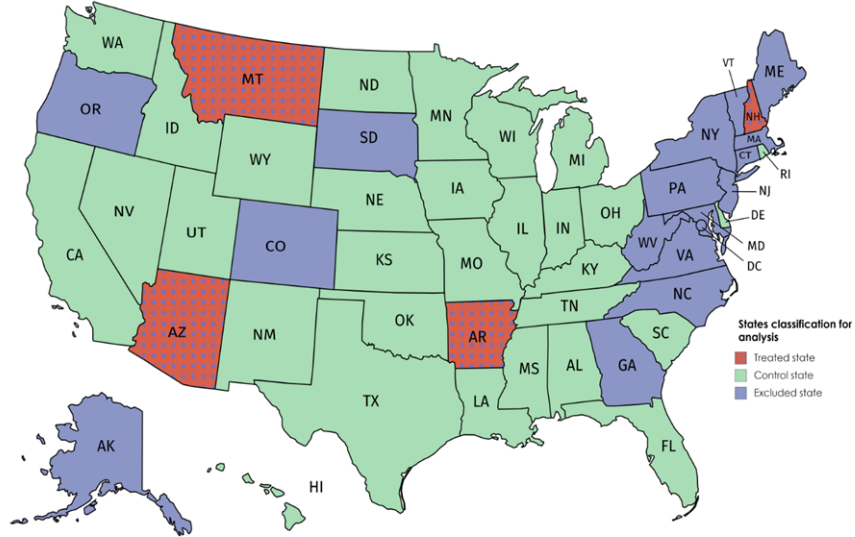 WA
MT
ND
MN
VT
ME
OR
ID
SD
WI
MI
NY
NH
MA
CT
RI
WY
IA
PA
NJ
NV
NE
IL
IN
OH
DE
UT
CO
WV
MD
CA
KS
MO
KY
VA
DC
AZ
NM
OK
AR
TN
NC
SC
MS
AL
GA
TX
LA
FL
AK
HI
States classification for
analysis
Treated state
Control state
Excluded state